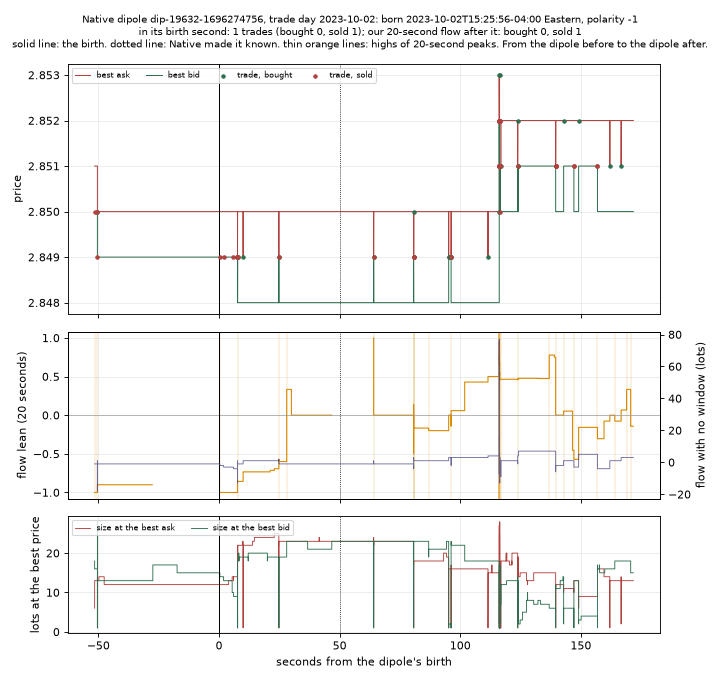 Native dipole dip-19632-1696274756, trade day 2023-10-02: born 2023-10-02T15:25:56-04:00 Eastern, polarity -1
in its birth second: 1 trades (bought 0, sold 1); our 20-second flow after it: bought 0, sold 1
solid line: the birth. dotted line: Native made it known. thin orange lines: highs of 20-second peaks. From the dipole before to the dipole after.
best ask
best bid
trade, bought
trade, sold
2.853
2.852
2.851
2.850
2.849
2.848
price
1.0
0.5
0.0
−0.5
−1.0
flow lean (20 seconds)
80
60
40
20
0
−20
flow with no window (lots)
size at the best ask
size at the best bid
20
10
0
lots at the best price
−50
0
50
100
150
seconds from the dipole's birth